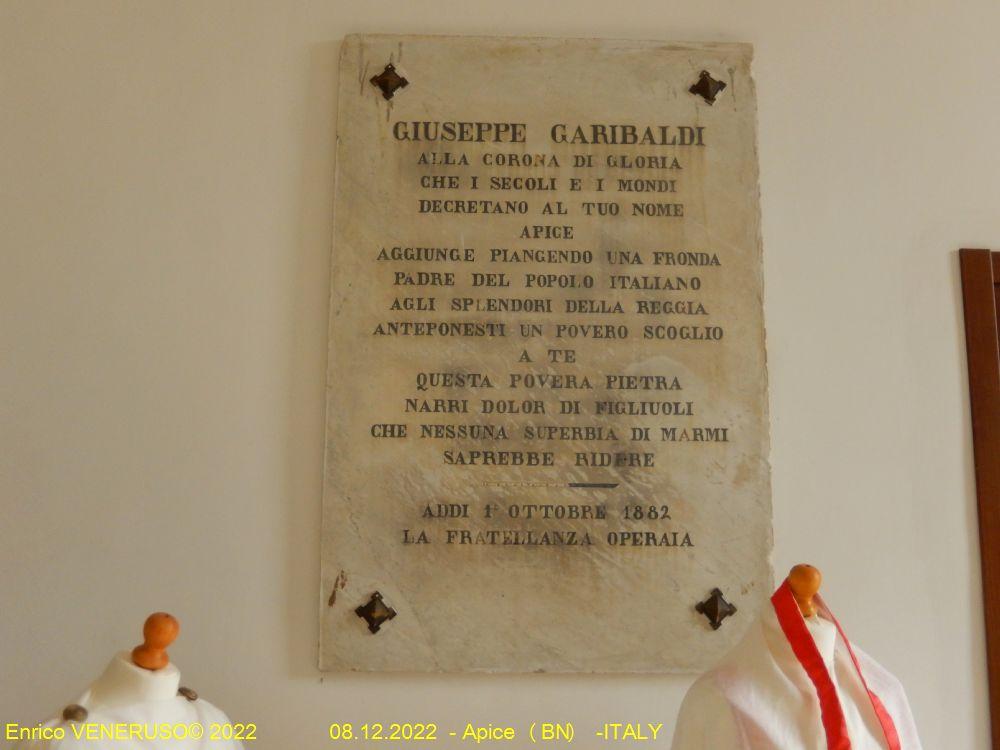 GIUSEPPE GARIBALDI
ALLA CORONA DI GLORIA
CHE I SECOLI E I MONDI
DECRETANO AL TUO NOME
APICE
AGGIUNGE PIANGENDO UNA FRONDA
PADRE DEL POPOLO ITALIANO
AGLI SPLENDORI DELLA REGGIA
ANTEPONESTI UN POVERO SCOGLIO
A TE
QUESTA POVERA PIETRA
NARRI DOLOR DI FIGLIUOLI
CHE NESSUNA SUPERBIA DI MARMI
SAPREBBE RIDIRE
ADDI 1º OTTOBRE 1882
LA FRATELLANZA OPERAIA
Enrico VENERUSO© 2022 08.12.2022 - Apice (BN) -ITALY